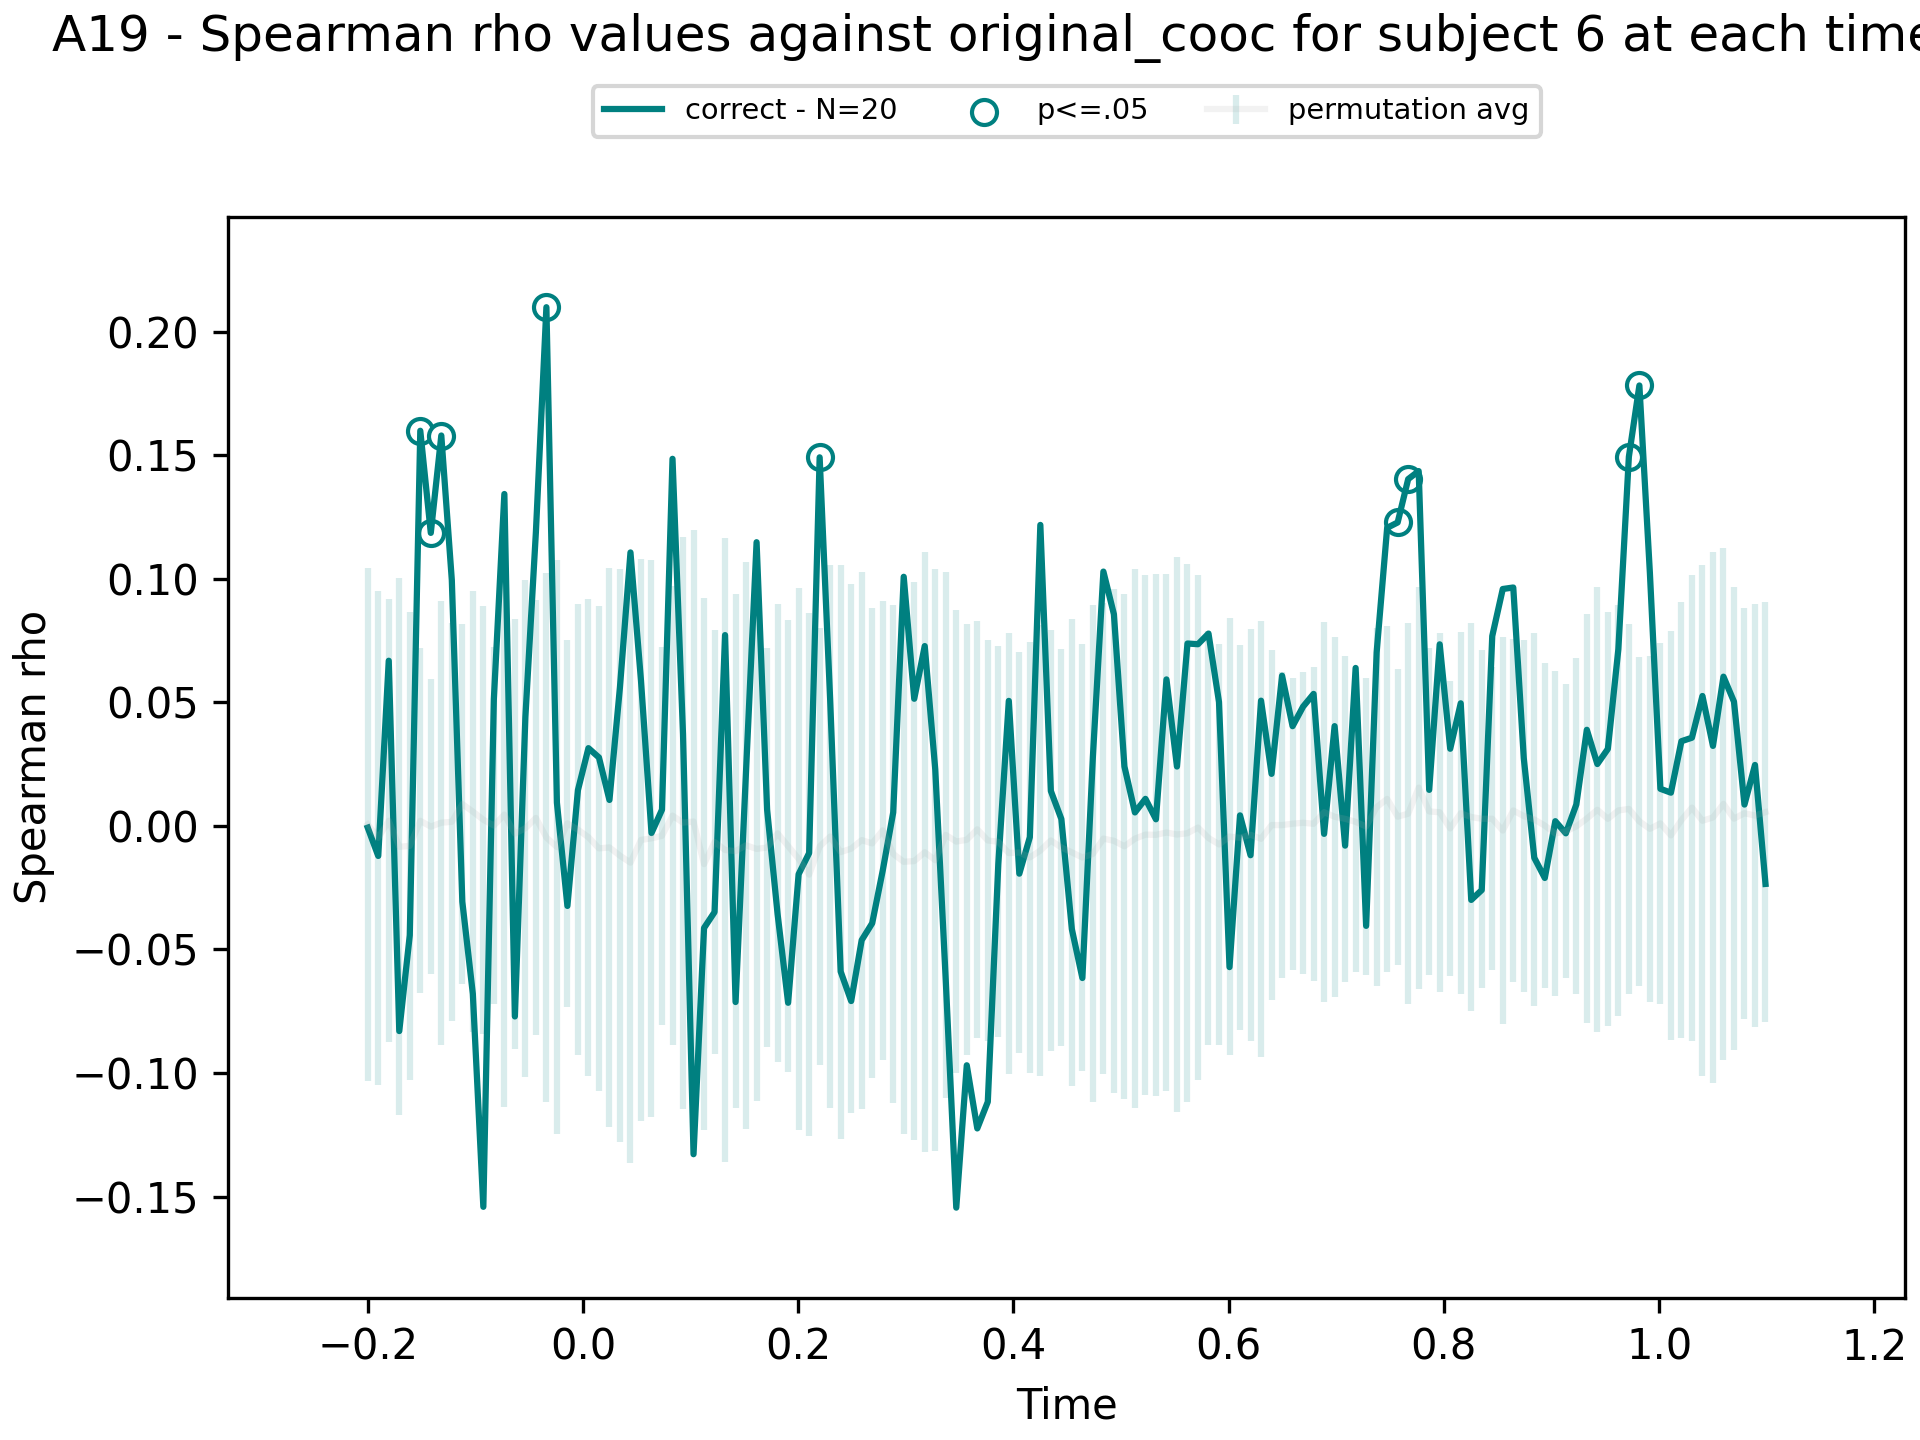 A19 - Spearman rho values against original_cooc for subject 6 at each time
correct - N=20 p<=.05 permutation avg
Spearman rho
0.20
0.15
0.10
0.05
0.00
−0.05
−0.10
−0.15
−0.2 0.0 0.2 0.4 0.6 0.8 1.0 1.2
Time